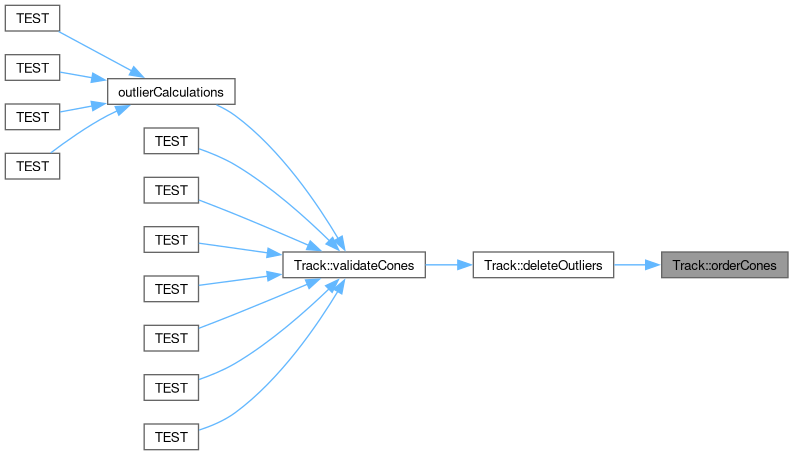 TEST
TEST
TEST
TEST
outlierCalculations
TEST
TEST
TEST
TEST
TEST
TEST
TEST
Track::validateCones
Track::deleteOutliers
Track::orderCones